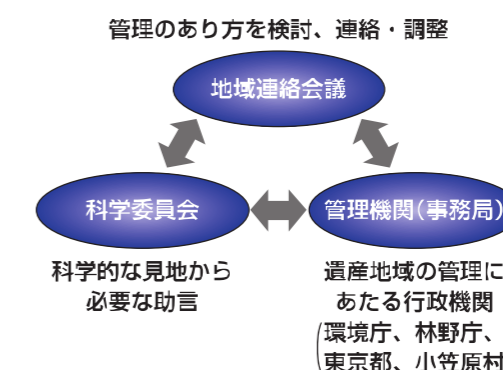 管理のあり方を検討、連絡・調整
地域連絡会議
科学委員会
管理機関(事務局)
科学的な見地から
必要な助言
遺産地域の管理に
あたる行政機関
(環境庁、林野庁、
東京都、小笠原村